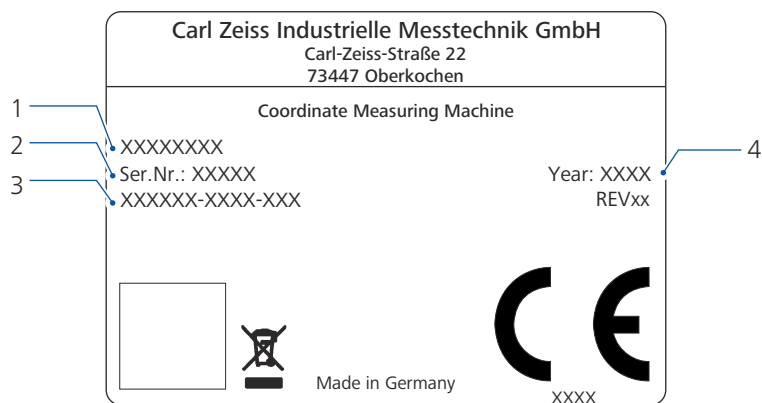 Carl Zeiss Industrielle Messtechnik GmbH
Carl-Zeiss-Straße 22
73447 Oberkochen
Coordinate Measuring Machine
1
XXXXXXXX
2
Ser.Nr.: XXXXX
Year: XXXX
4
3
XXXXXX-XXXX-XXX
REVxx
CE
Made in Germany
XXXX